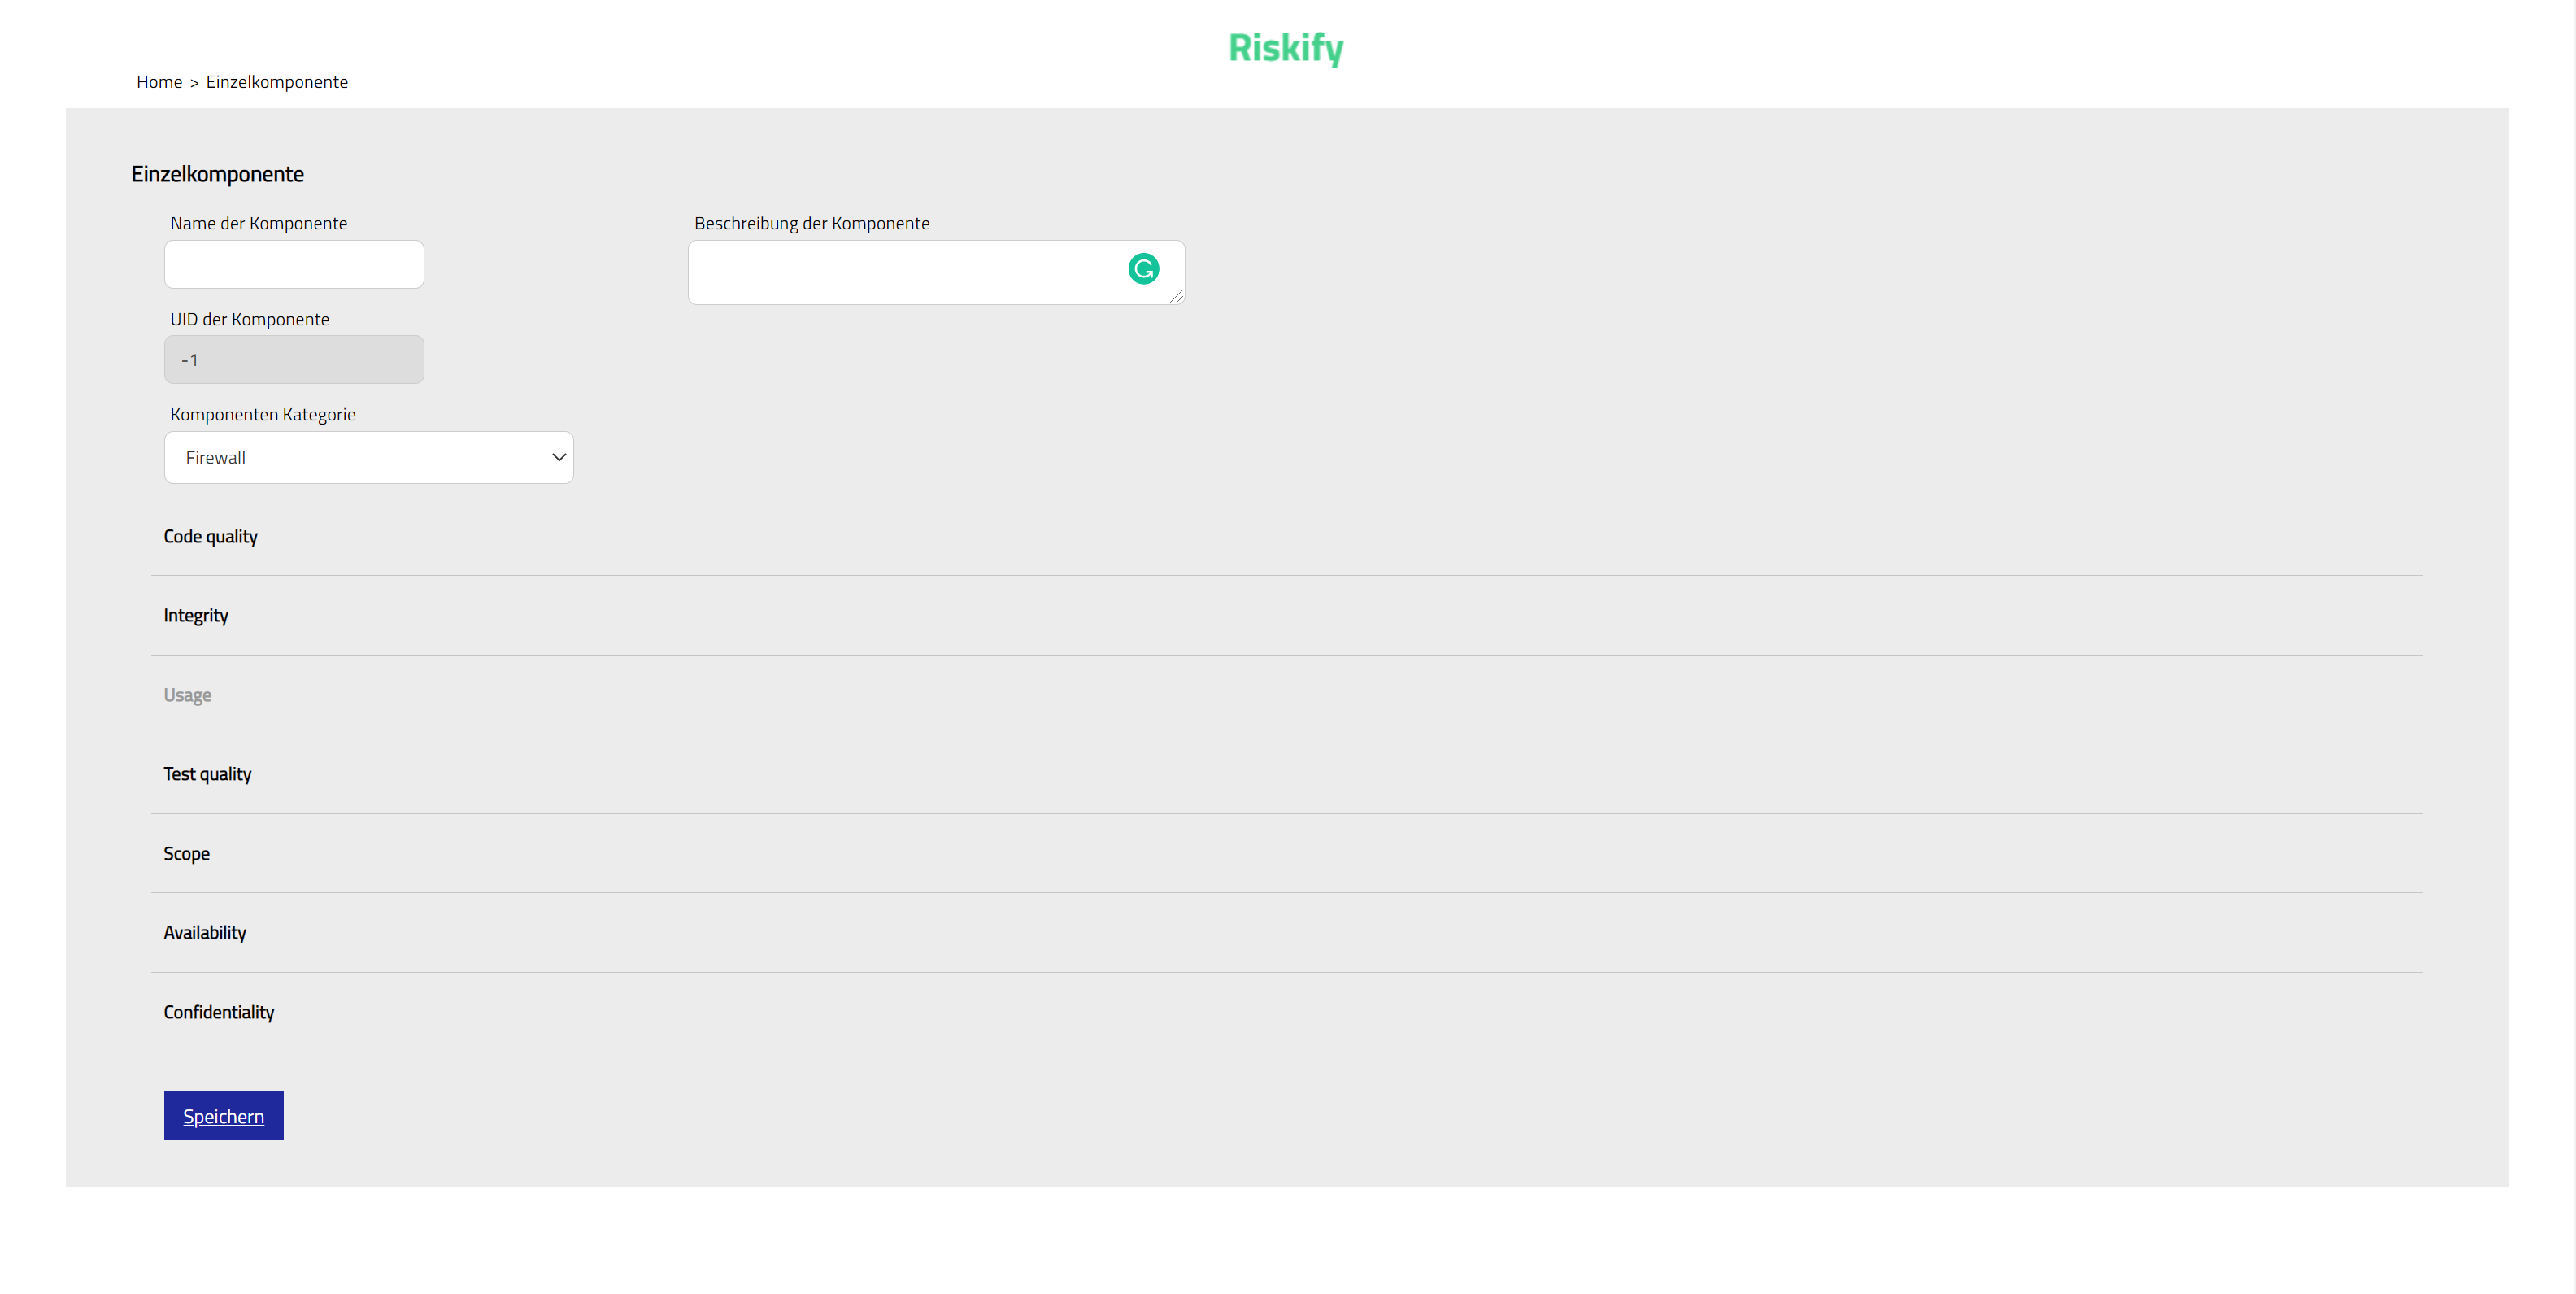 Riskify
Home > Einzelkomponente
Einzelkomponente
Name der Komponente
Beschreibung der Komponente
UID der Komponente
-1
Komponenten Kategorie
Firewall
Code quality
Integrity
Usage
Test quality
Scope
Availability
Confidentiality
Speichern